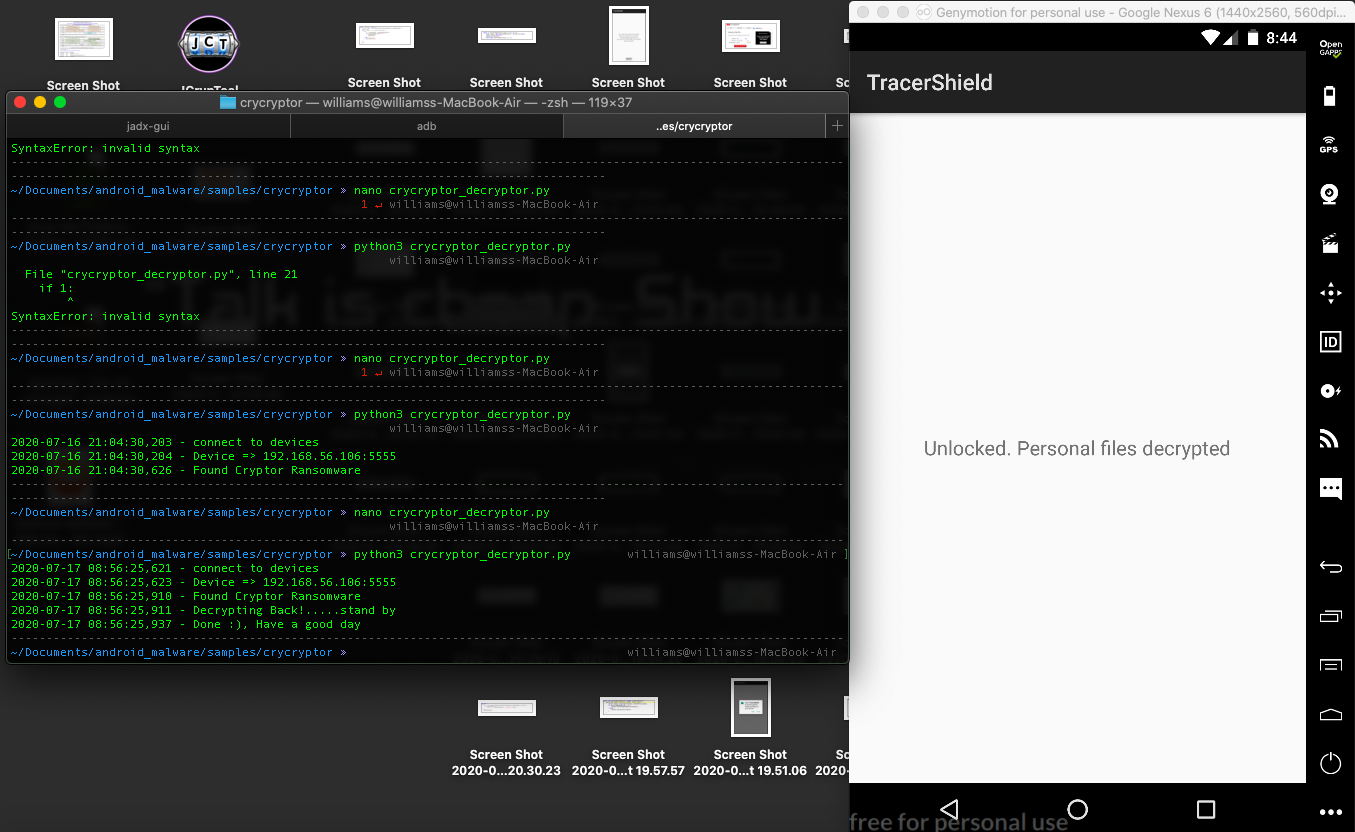 Screen Shot
JCT
JCrypTool
Screen Shot
Screen Shot
Screen Shot
Screen Shot
crycryptor — williams@williamss-MacBook-Air — -zsh — 119×37
jadx-gui
adb
..es/crycryptor
SyntaxError: invalid syntax
~/Documents/android_malware/samples/crycryptor » nano crycryptor_decryptor.py
1 ↵ williams@williamss-MacBook-Air
~/Documents/android_malware/samples/crycryptor » python3 crycryptor_decryptor.py
williams@williamss-MacBook-Air
File "crycryptor_decryptor.py", line 21
if 1:
^
SyntaxError: invalid syntax
~/Documents/android_malware/samples/crycryptor » nano crycryptor_decryptor.py
1 ↵ williams@williamss-MacBook-Air
~/Documents/android_malware/samples/crycryptor » python3 crycryptor_decryptor.py
williams@williamss-MacBook-Air
2020-07-16 21:04:30,203 - connect to devices
2020-07-16 21:04:30,204 - Device => 192.168.56.106:5555
2020-07-16 21:04:30,626 - Found Cryptor Ransomware
~/Documents/android_malware/samples/crycryptor » nano crycryptor_decryptor.py
williams@williamss-MacBook-Air
[~/Documents/android_malware/samples/crycryptor » python3 crycryptor_decryptor.py williams@williamss-MacBook-Air ]
2020-07-17 08:56:25,621 - connect to devices
2020-07-17 08:56:25,623 - Device => 192.168.56.106:5555
2020-07-17 08:56:25,910 - Found Cryptor Ransomware
2020-07-17 08:56:25,911 - Decrypting Back!.....stand by
2020-07-17 08:56:25,937 - Done :), Have a good day
~/Documents/android_malware/samples/crycryptor » williams@williamss-MacBook-Air
"Talk is cheap. Show
Screen Shot
2020-0...20.30.23
Screen Shot
2020-0...t 19.57.57
Screen Shot
2020-0...t 19.51.06
Sc
2020-0
Genymotion for personal use - Google Nexus 6 (1440x2560, 560dpi...
8:44
TracerShield
Unlocked. Personal files decrypted
free for personal use
Open
GAPPS
GPS
ID